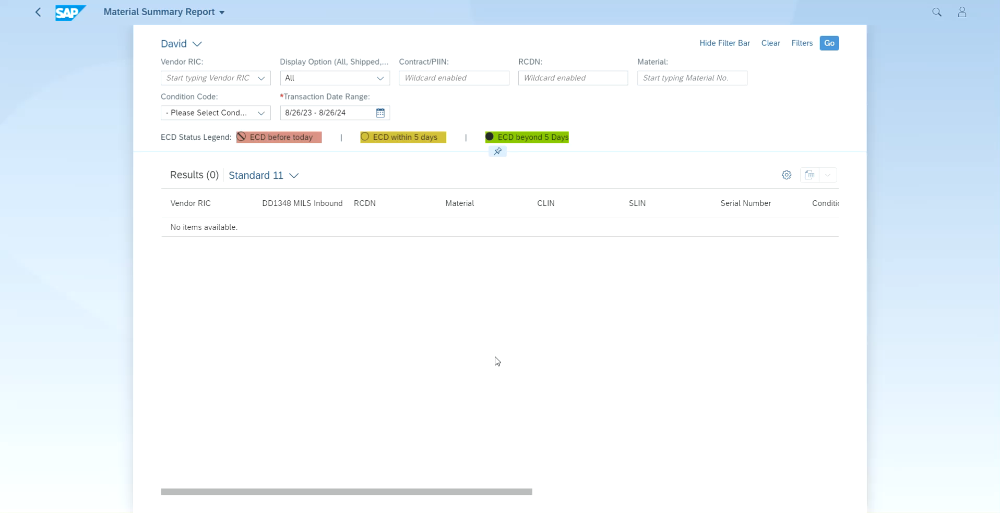 SAP Material Summary Report
David Hide Filter Bar Clear Filters Go
Vendor RIC: Display Option (All, Shipped,... Contract/PIIN: RCDN: Material:
Start typing Vendor RIC All Wildcard enabled Wildcard enabled Start typing Material No.
Condition Code: *Transaction Date Range:
- Please Select Cond... 8/26/23 - 8/26/24
ECD Status Legend: ECD before today | ECD within 5 days | ECD beyond 5 Days
Results (0) Standard 11
Vendor RIC DD1348 MILS Inbound RCDN Material CLIN SLIN Serial Number Conditic
No items available.